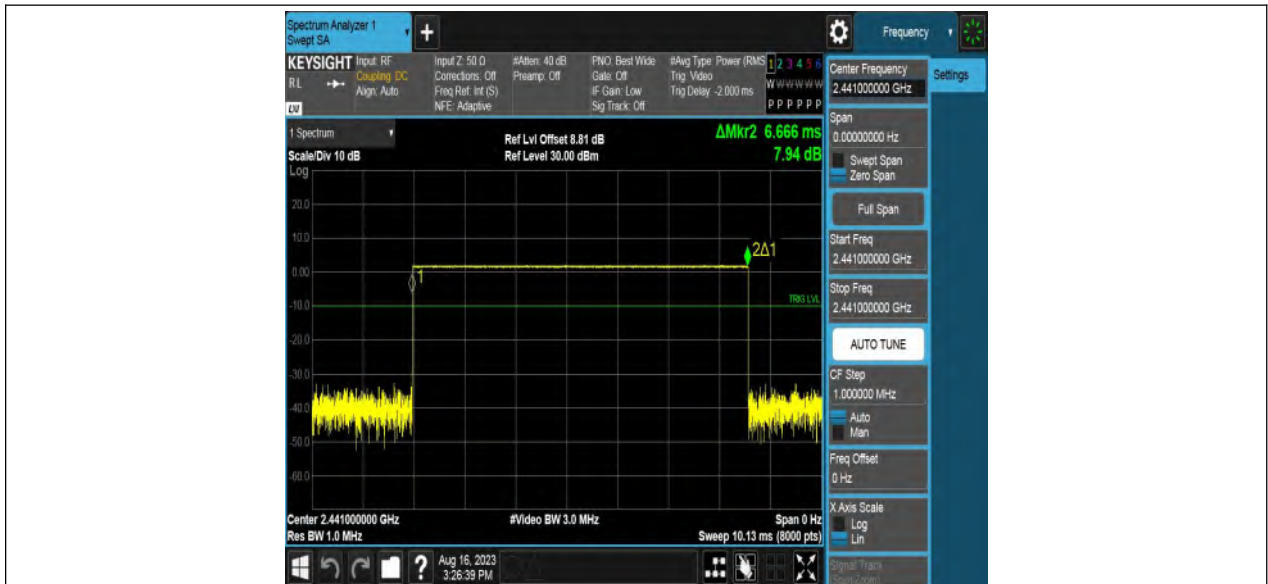 Spectrum Analyzer 1
Swept SA
+
Frequency
KEYSIGHT
RL
LXI
Input: RF
Coupling: DC
Align: Auto
Input Z: 50 Ω
Corrections: Off
Freq Ref: Int (S)
NFE: Adaptive
#Atten: 40 dB
Preamp: Off
PNO: Best Wide
Gate: Off
IF Gain: Low
Sig Track: Off
#Avg Type: Power (RMS
Trig: Video
Trig Delay: -2.000 ms
1 2 3 4 5 6
W W W W W W
P P P P P P
Settings
Center Frequency
2.441000000 GHz
Span
0.00000000 Hz
Swept Span
Zero Span
Full Span
Start Freq
2.441000000 GHz
Stop Freq
2.441000000 GHz
AUTO TUNE
CF Step
1.000000 MHz
Auto
Man
Freq Offset
0 Hz
X Axis Scale
Log
Lin
Signal Track
(Span Zoom)
1 Spectrum
Scale/Div 10 dB
Ref Lvl Offset 8.81 dB
Ref Level 30.00 dBm
ΔMkr2 6.666 ms
7.94 dB
Log
20.0
10.0
0.00
-10.0
-20.0
-30.0
-40.0
-50.0
-60.0
1
2Δ1
TRIG LVL
Center 2.441000000 GHz
Res BW 1.0 MHz
#Video BW 3.0 MHz
Span 0 Hz
Sweep 10.13 ms (8000 pts)
?
Aug 16, 2023
3:26:39 PM